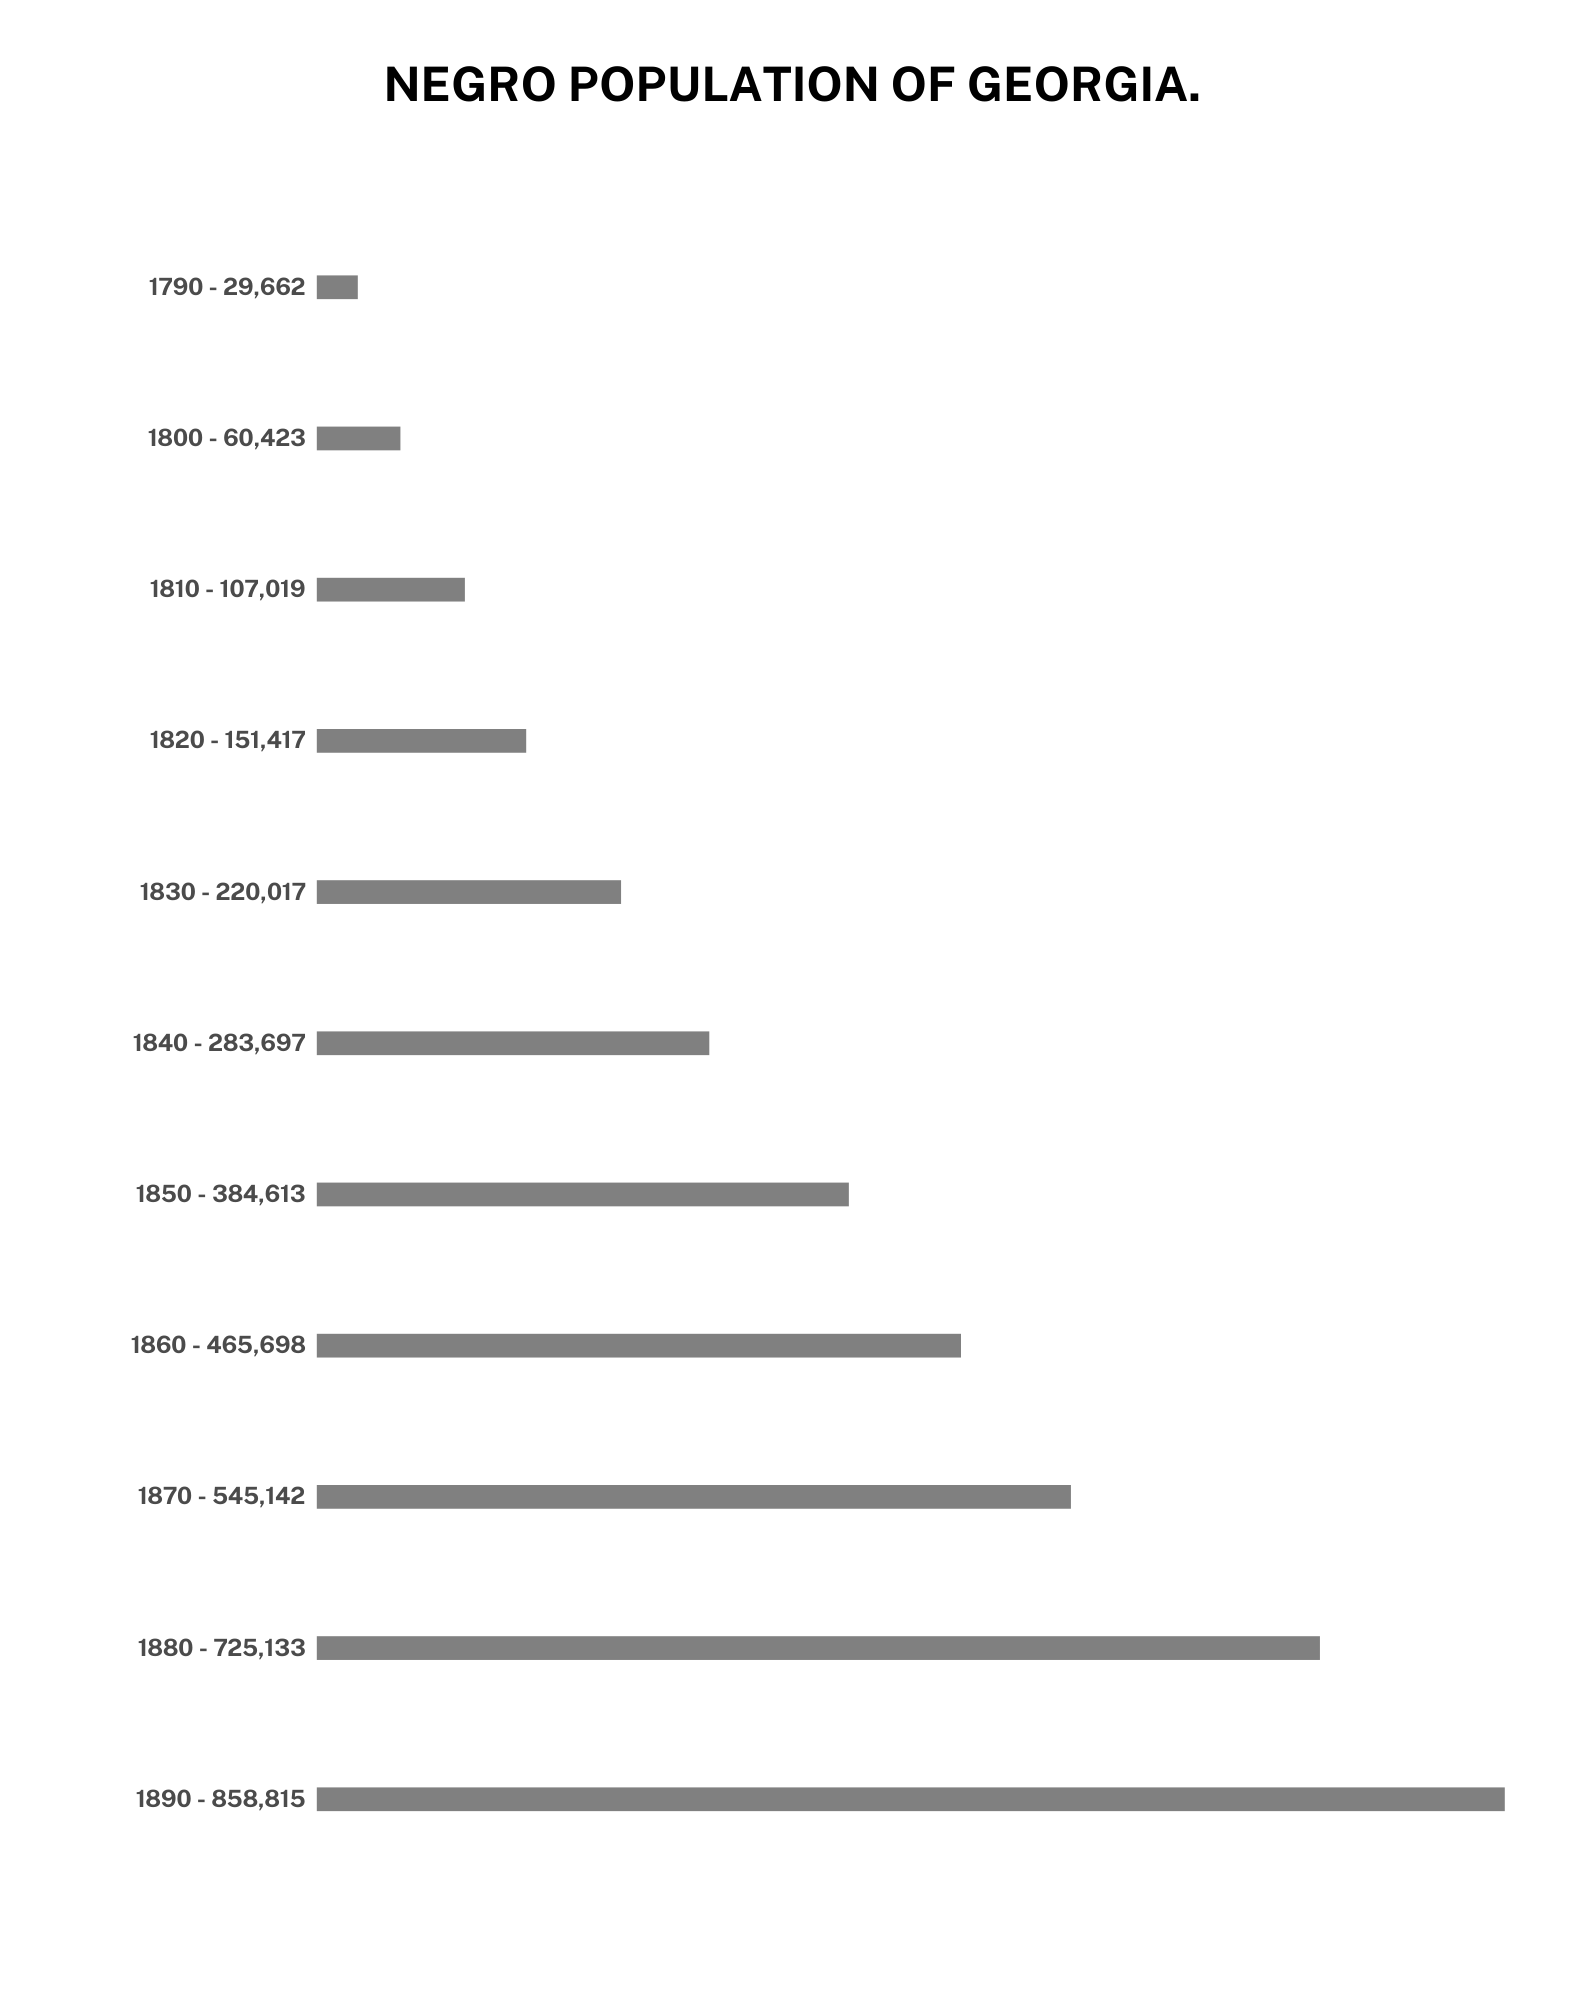 NEGRO POPULATION OF GEORGIA.
1790 - 29,662
1800 - 60,423
1810 - 107,019
1820 - 151,417
1830 - 220,017
1840 - 283,697
1850 - 384,613
1860 - 465,698
1870 - 545,142
1880 - 725,133
1890 - 858,815